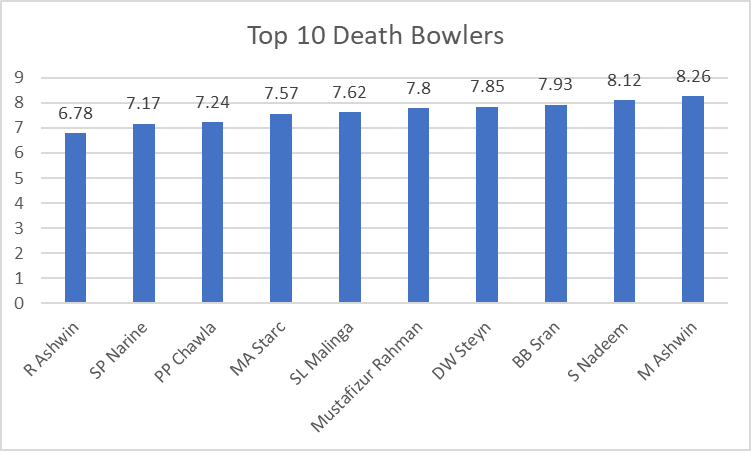 Top 10 Death Bowlers
9
8
7
6
5
4
3
2
1
0
6.78
7.17
7.24
7.57
7.62
7.8
7.85
7.93
8.12
8.26
R Ashwin
SP Narine
PP Chawla
MA Starc
SL Malinga
Mustafizur Rahman
DW Steyn
BB Sran
S Nadeem
M Ashwin